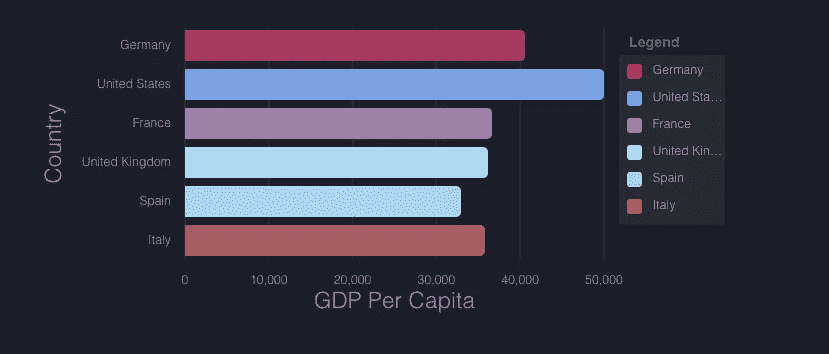 Country
Germany
United States
France
United Kingdom
Spain
Italy
0 10,000 20,000 30,000 40,000 50,000
GDP Per Capita
Legend
Germany
United Sta...
France
United Kin...
Spain
Italy